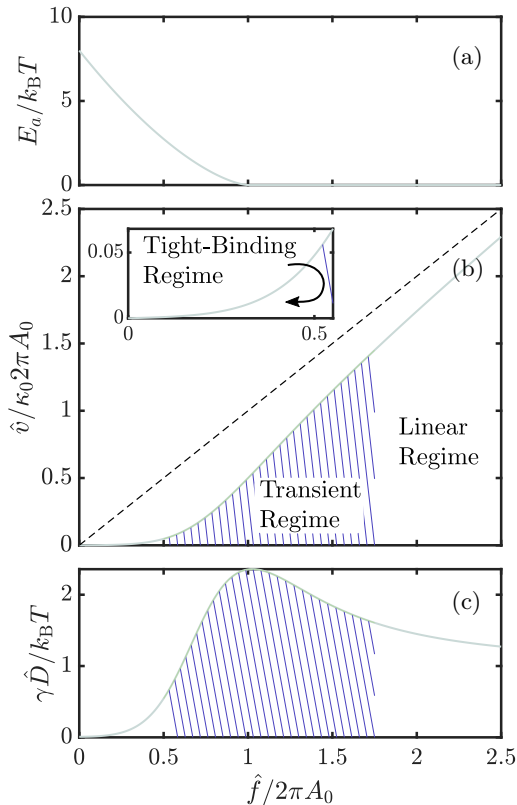 10
5
0
E_a/k_BT
(a)
2.5
2
1.5
1
0.5
0
v̂/κ_0 2πA_0
0.05
0
0.5
Tight-Binding
Regime
(b)
Linear
Regime
Transient
Regime
2
1
0
γD̂/k_BT
(c)
0
0.5
1
1.5
2
2.5
f̂/2πA_0